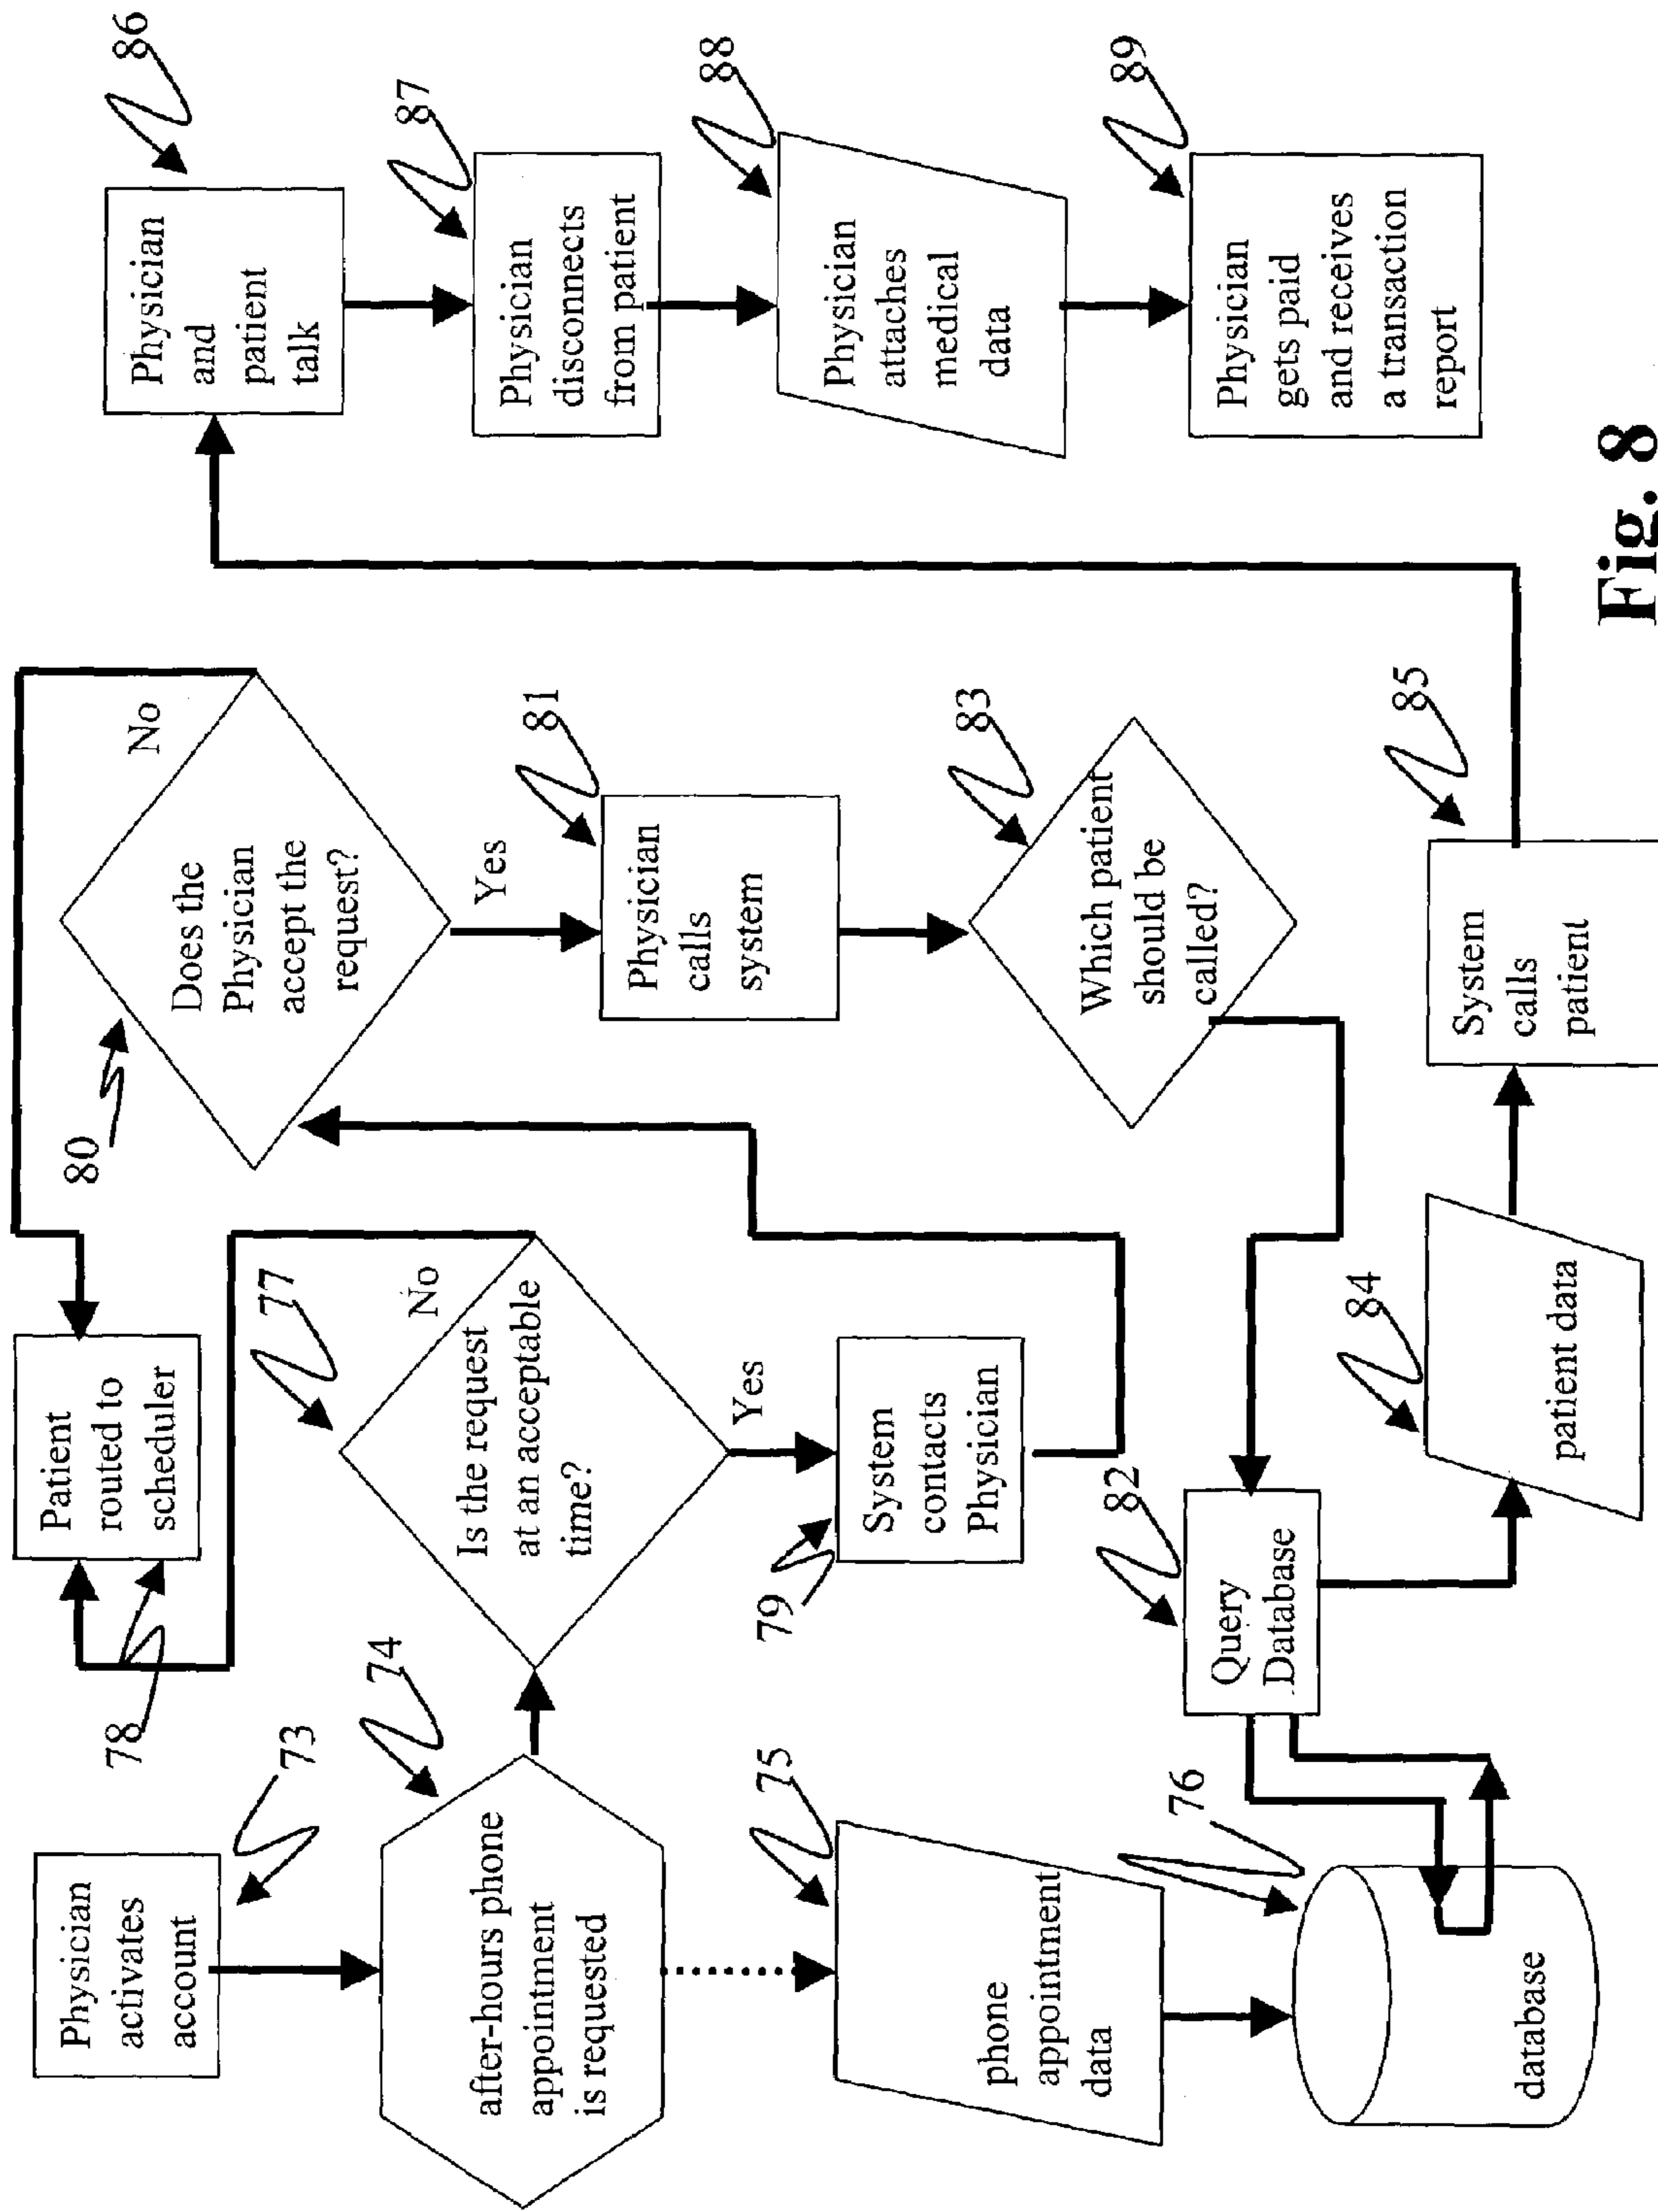 73
Physician
activates
account
74
after-hours phone
appointment
is requested
75
phone
appointment
data
76
database
77
Is the request
at an acceptable
time?
No
Yes
78
Patient
routed to
scheduler
79
System
contacts
Physician
80
Does the
Physician
accept the
request?
No
Yes
81
Physician
calls
system
82
Query
Database
83
Which patient
should be
called?
84
patient data
85
System
calls
patient
86
Physician
and
patient
talk
87
Physician
disconnects
from patient
88
Physician
attaches
medical
data
89
Physician
gets paid
and receives
a transaction
report
Fig. 8